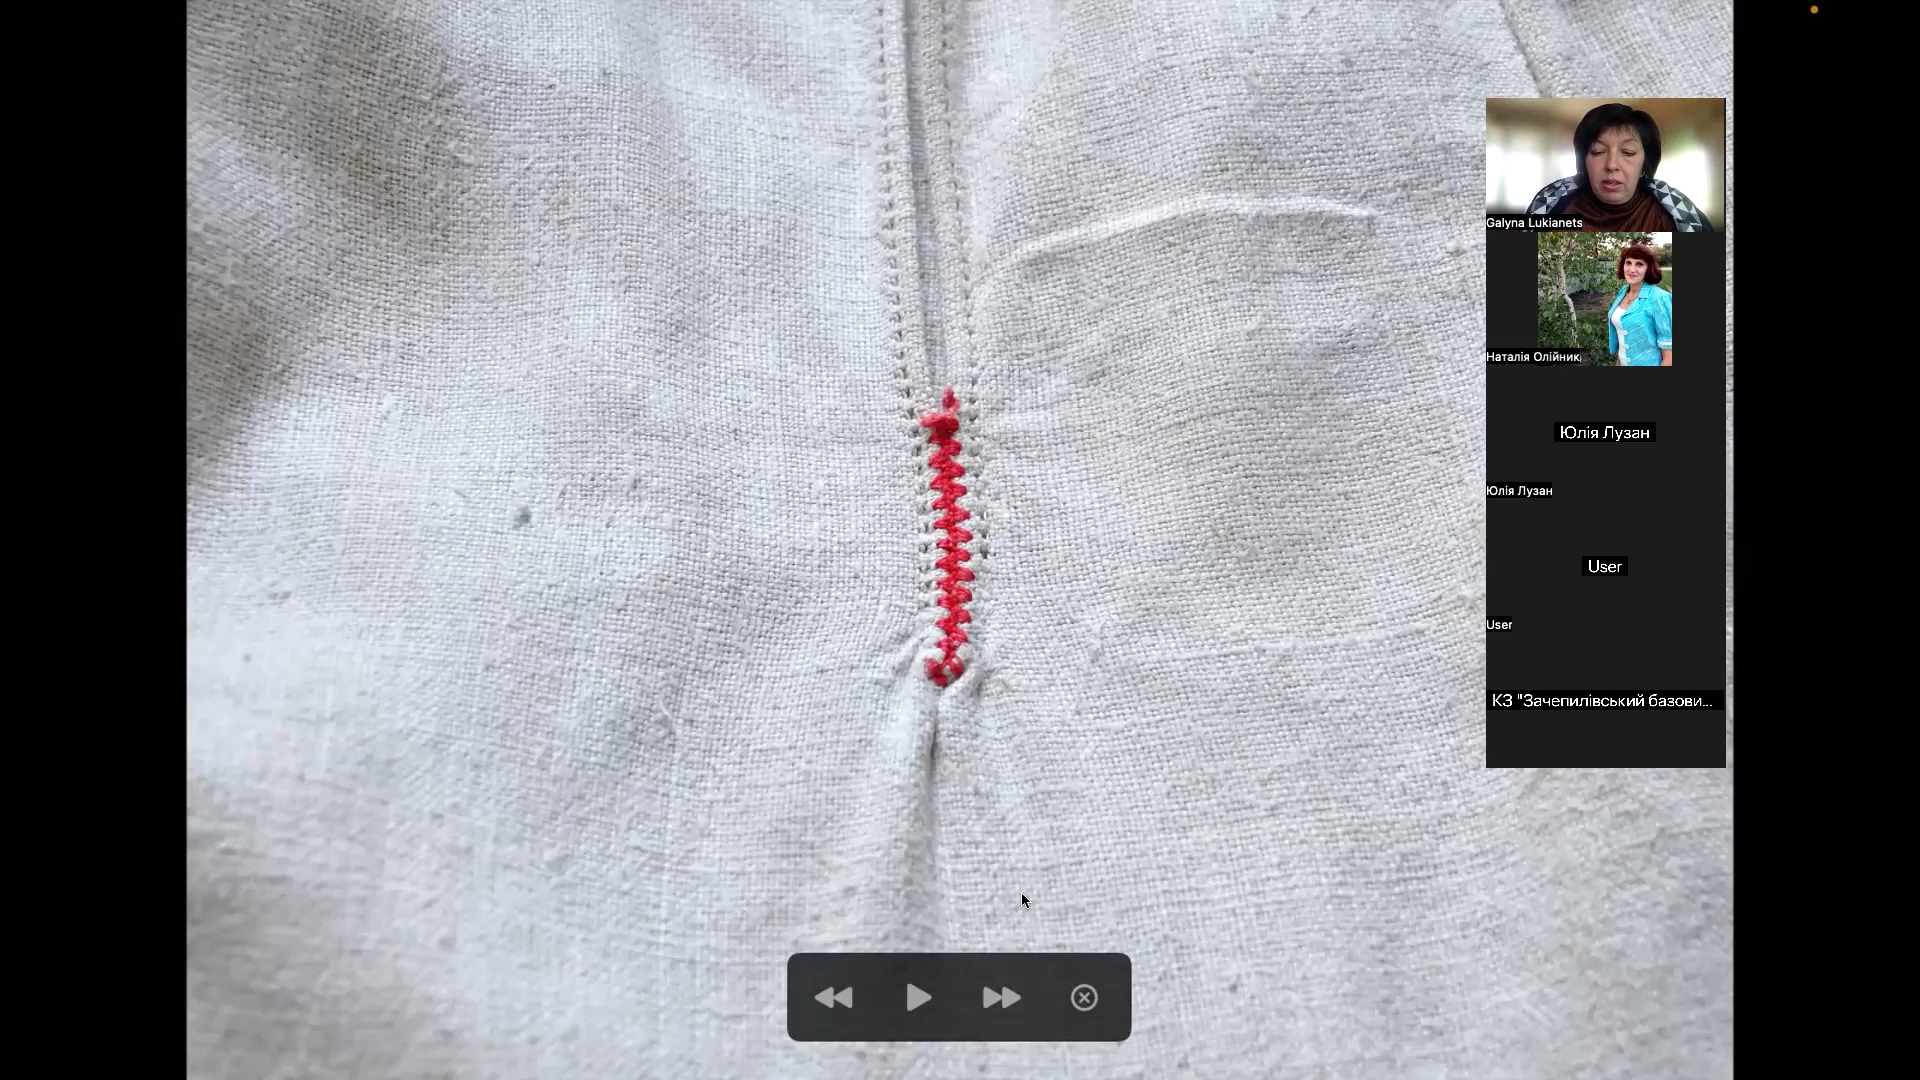 Galyna Lukianets
Наталія Олійник
Юлія Лузан
Юлія Лузан
User
User
КЗ "Зачепилівський базови...